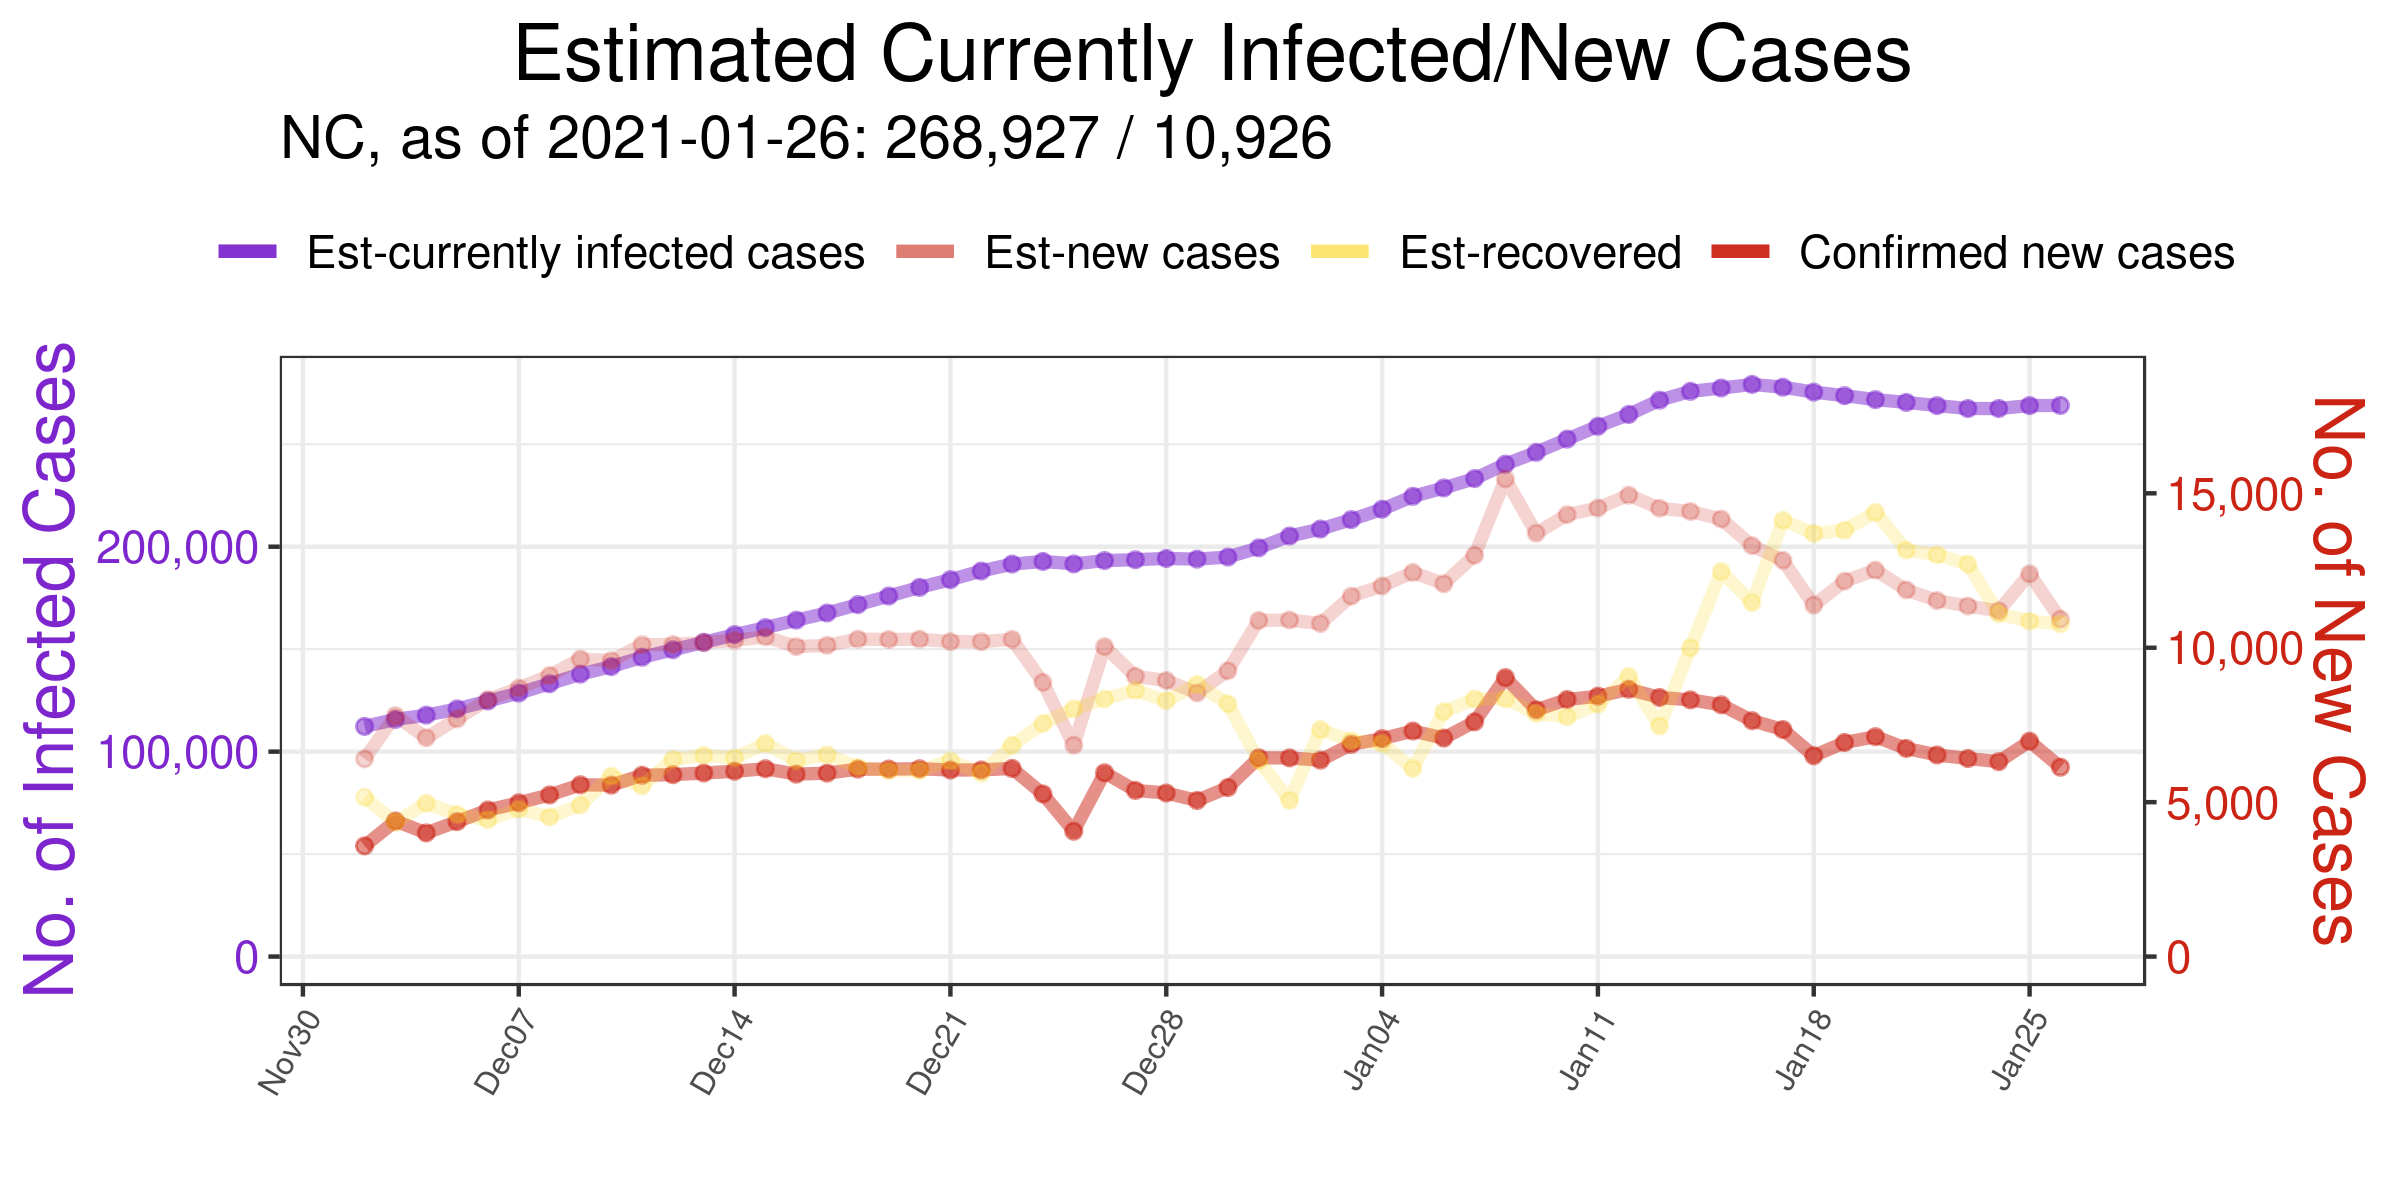 Estimated Currently Infected/New Cases
NC, as of 2021-01-26: 268,927 / 10,926
Est-currently infected cases Est-new cases Est-recovered Confirmed new cases
No. of Infected Cases
200,000
100,000
0
15,000
10,000
5,000
0
No. of New Cases
Nov30 Dec07 Dec14 Dec21 Dec28 Jan04 Jan11 Jan18 Jan25